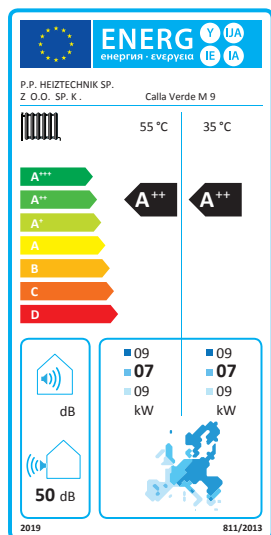 ENERG
енергия · ενεργεια
Y IJA
IE IA
P.P. HEIZTECHNIK SP.
Z O.O. SP. K .
Calla Verde M 9
55 °C
35 °C
A+++
A++
A+
A
B
C
D
A++
A++
dB
50 dB
09
07
09
kW
09
07
09
kW
2019
811/2013